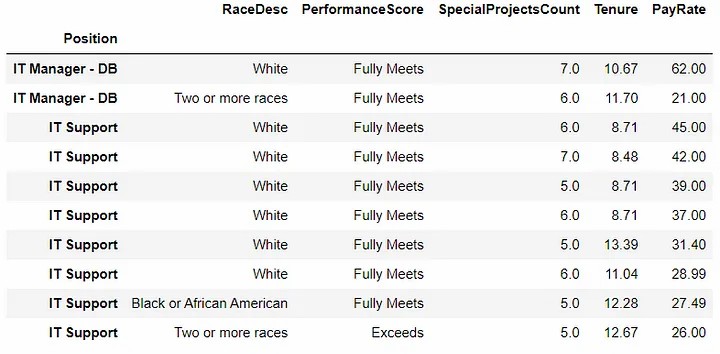 RaceDesc PerformanceScore SpecialProjectsCount Tenure PayRate
Position
IT Manager - DB White Fully Meets 7.0 10.67 62.00
IT Manager - DB Two or more races Fully Meets 6.0 11.70 21.00
IT Support White Fully Meets 6.0 8.71 45.00
IT Support White Fully Meets 7.0 8.48 42.00
IT Support White Fully Meets 5.0 8.71 39.00
IT Support White Fully Meets 6.0 8.71 37.00
IT Support White Fully Meets 5.0 13.39 31.40
IT Support White Fully Meets 6.0 11.04 28.99
IT Support Black or African American Fully Meets 5.0 12.28 27.49
IT Support Two or more races Exceeds 5.0 12.67 26.00